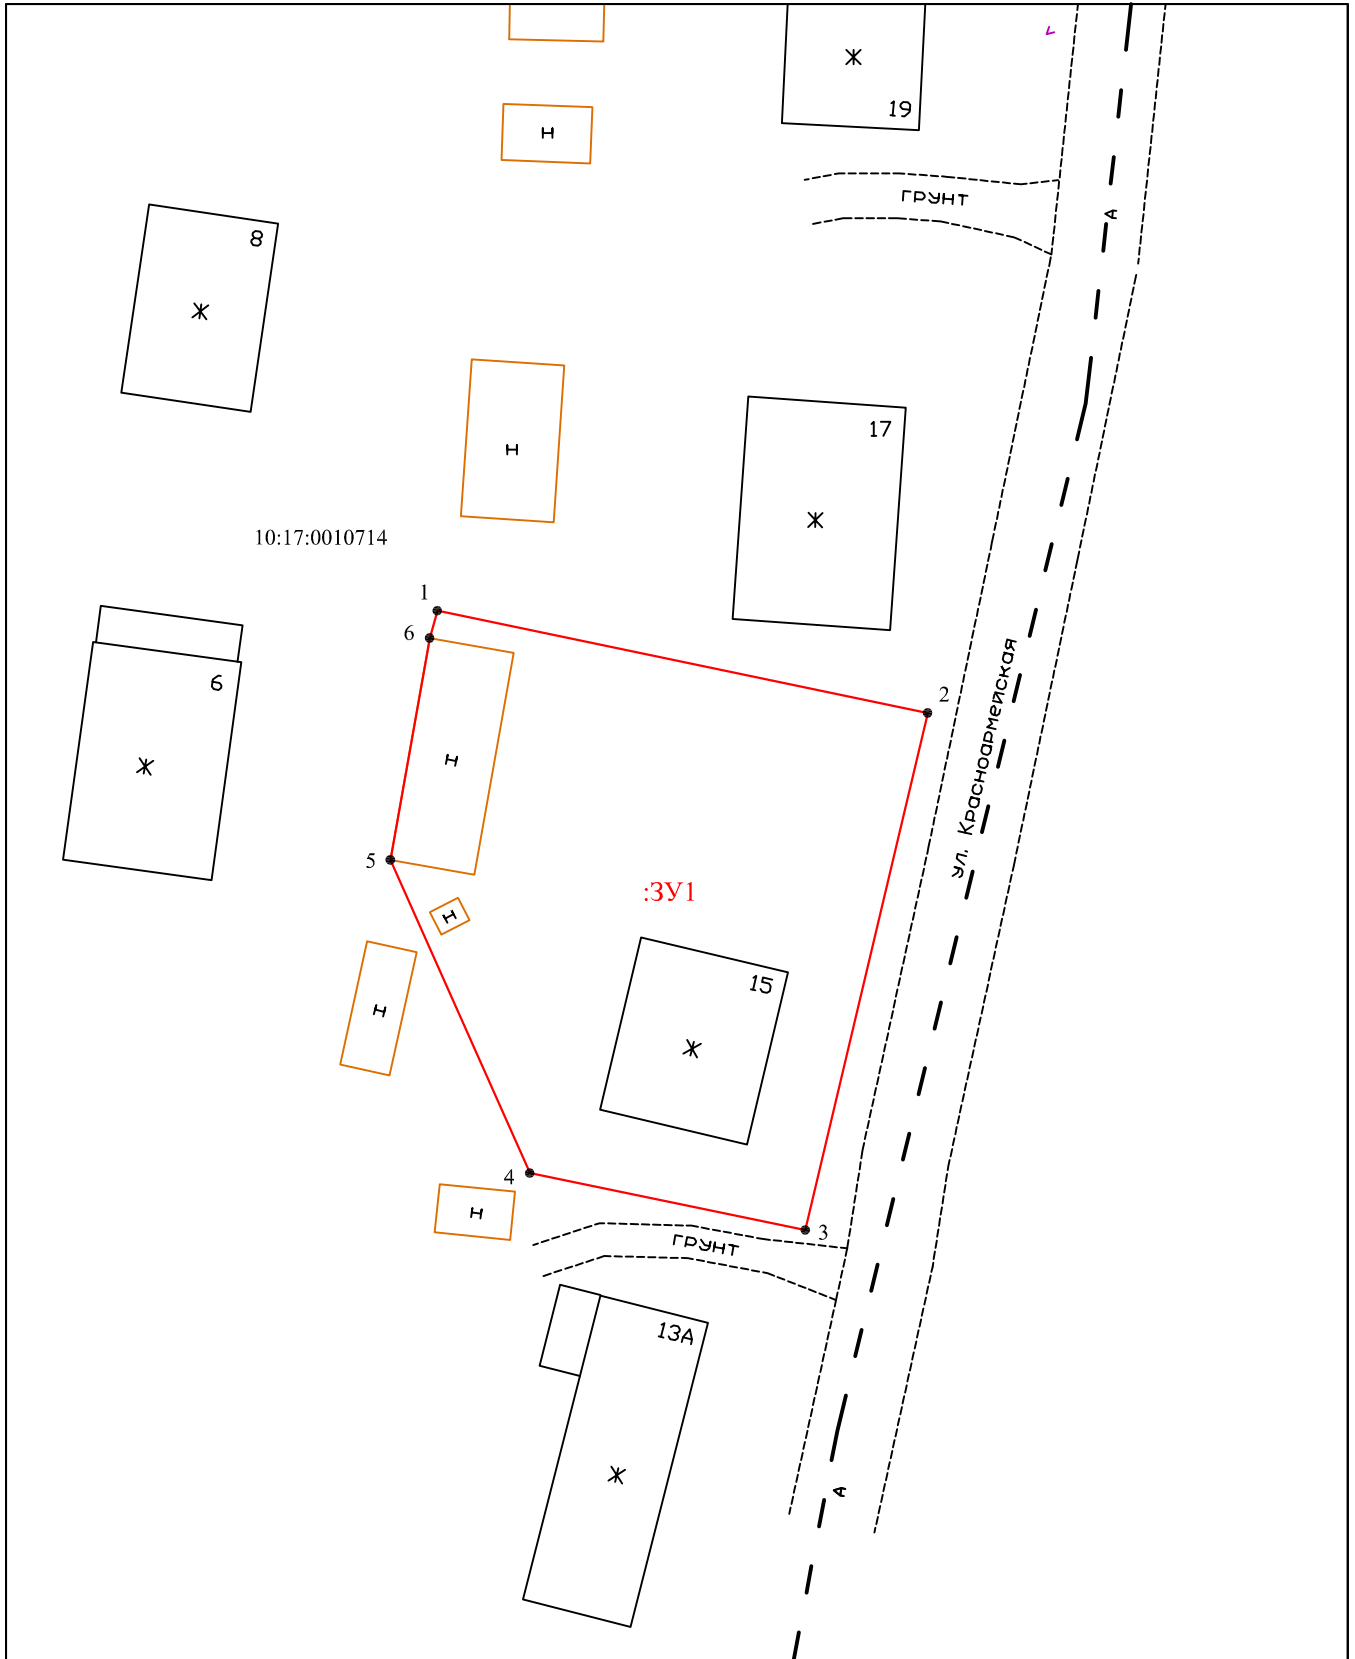 Ж
19
Н
ГРУНТ
А
8
Ж
17
Н
Ж
10:17:0010714
1
6
2
6
ул. Красноармейская
Н
Ж
5
:ЗУ1
Н
15
Н
Ж
4
Н
3
ГРУНТ
13А
Ж
А